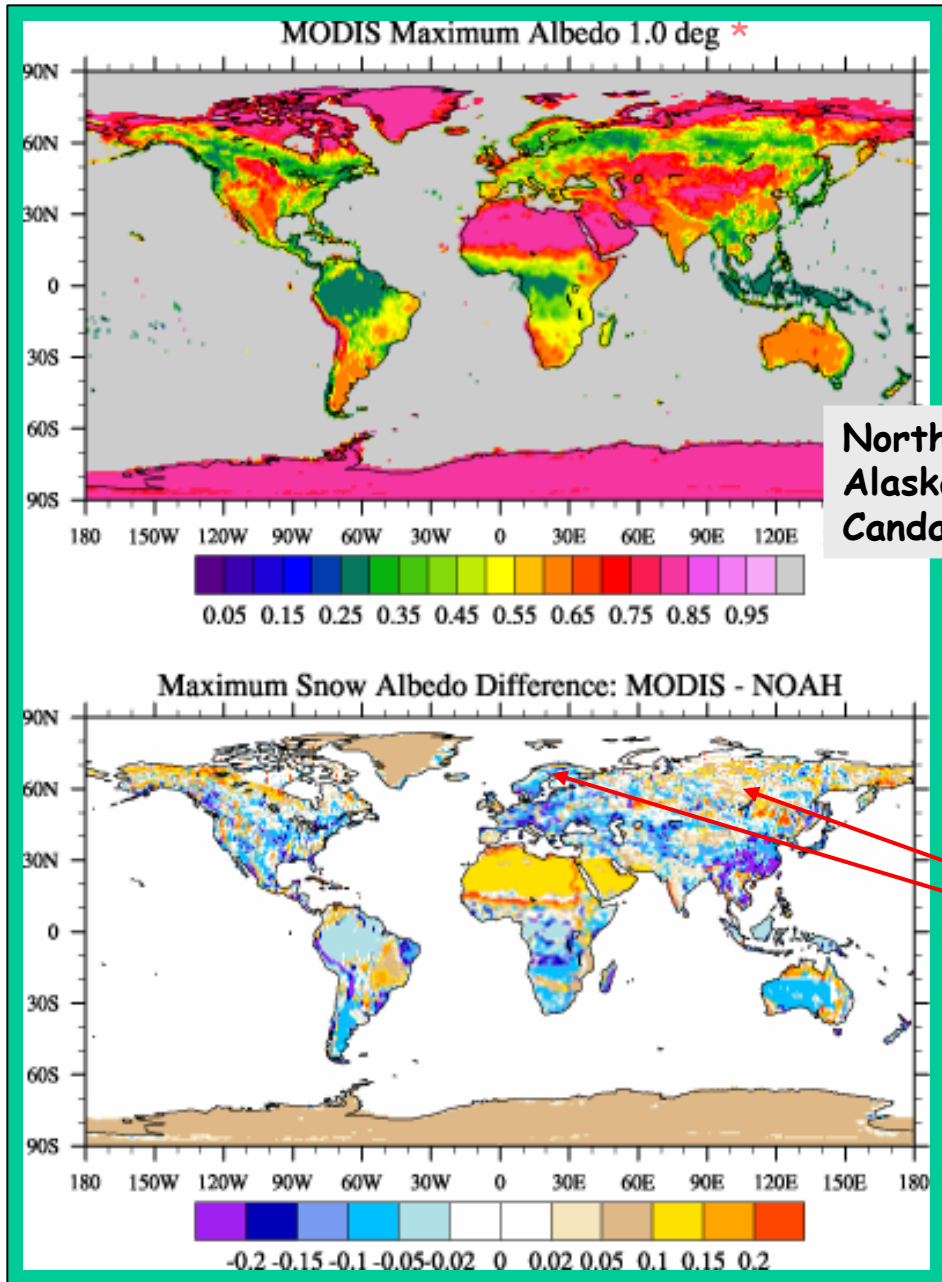 MODIS Maximum Albedo 1.0 deg *
90N
60N
30N
0
30S
60S
90S
180 150W 120W 90W 60W 30W 0 30E 60E 90E 120E
North
Alaska
Canda
0.05 0.15 0.25 0.35 0.45 0.55 0.65 0.75 0.85 0.95
Maximum Snow Albedo Difference: MODIS - NOAH
90N
60N
30N
0
30S
60S
90S
180 150W 120W 90W 60W 30W 0 30E 60E 90E 120E 150E 180
-0.2 -0.15 -0.1 -0.05 -0.02 0 0.02 0.05 0.1 0.15 0.2